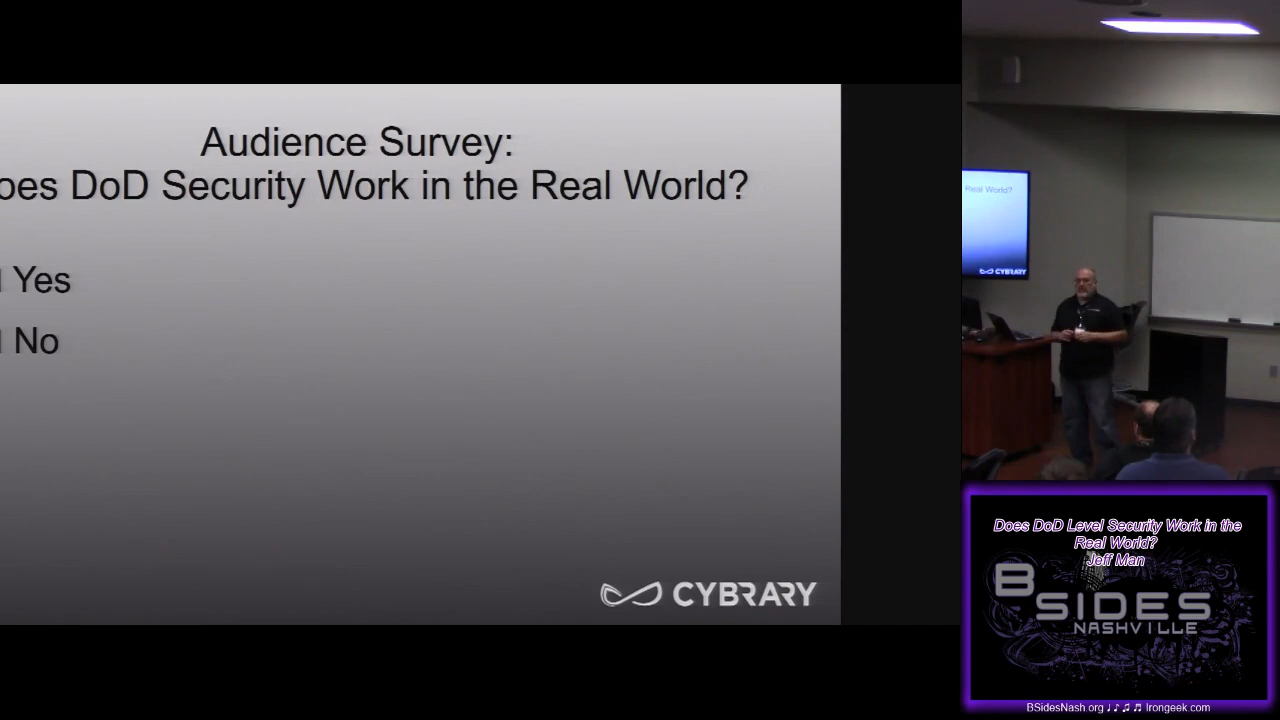 Audience Survey:
oes DoD Security Work in the Real World?
Yes
No
CYBRARY
Real World?
CYBRARY
Does DoD Level Security Work in the
Real World?
Jeff Man
BSIDES
NASHVILLE
BSidesNash.org ♩♪♫♬ Irongeek.com